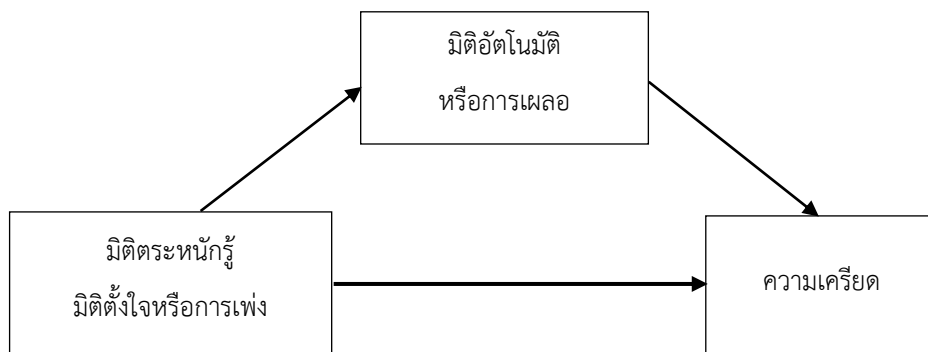 มิติอัตโนมัติ
หรือการเผลอ
มิติตระหนักรู้
มิติตั้งใจหรือการเพ่ง
ความเครียด